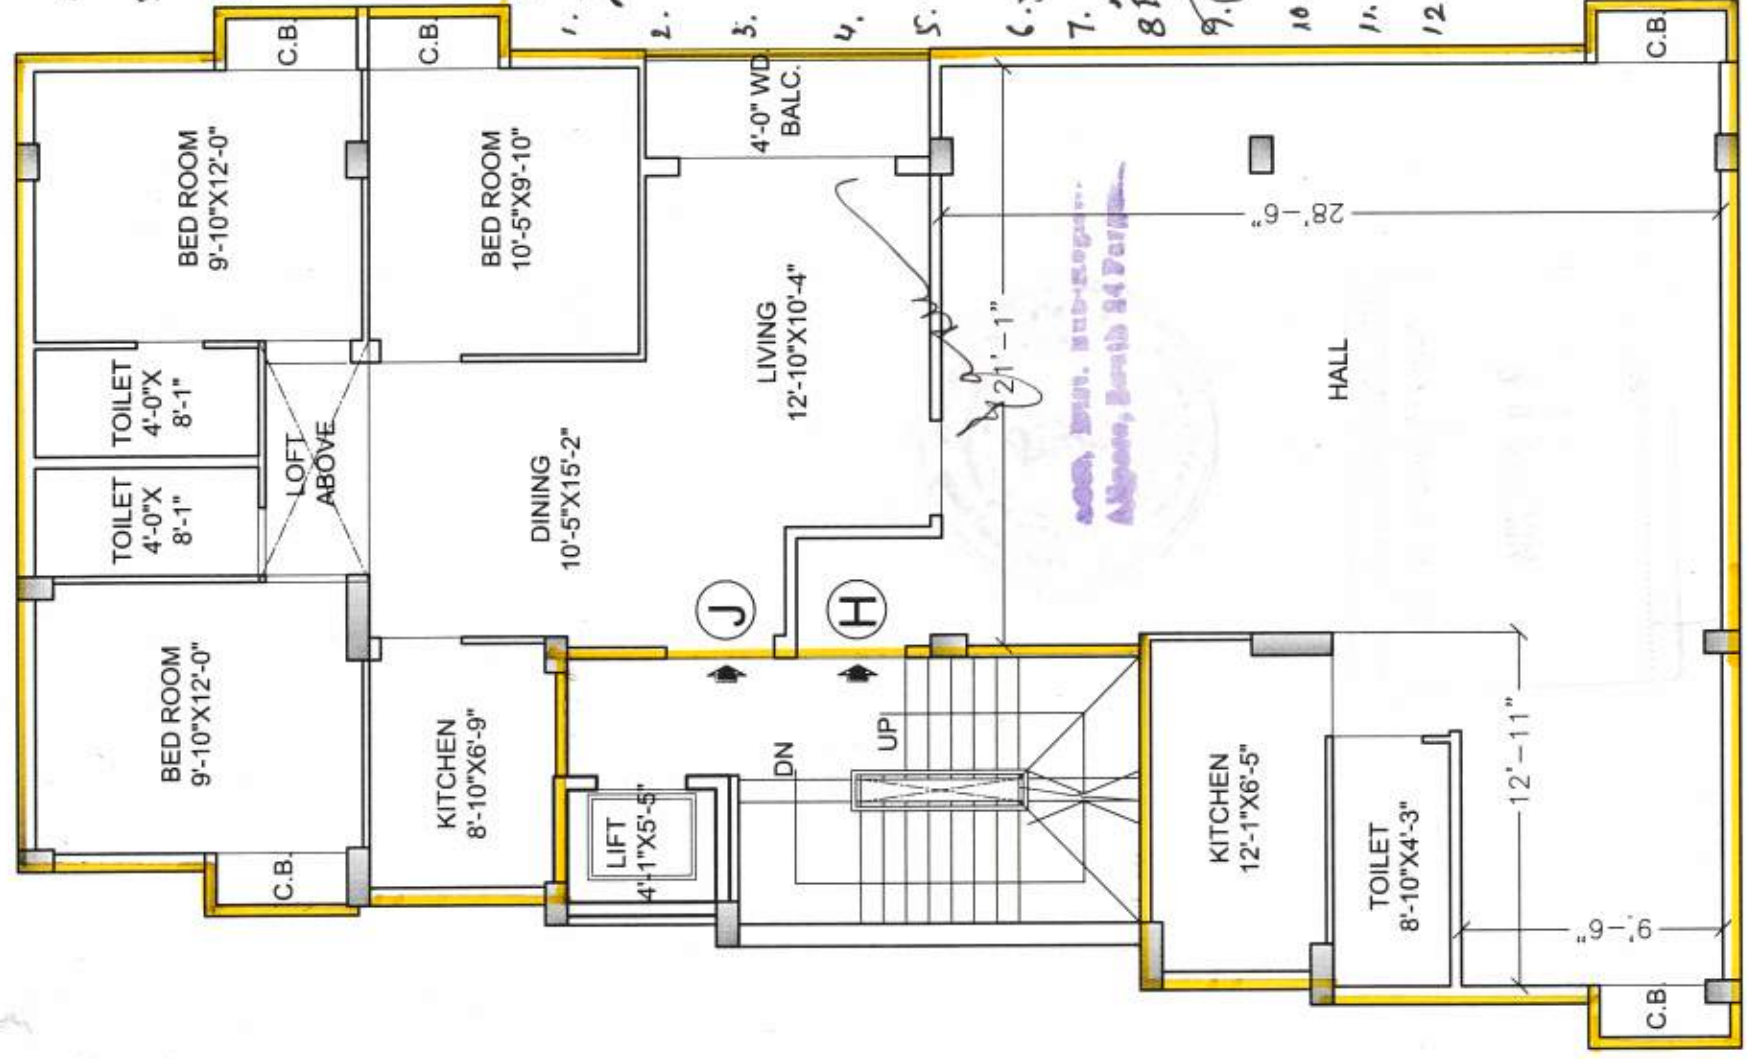 C.B.
C.B.
1.
2.
3.
4.
5.
6.
7.
8
9.
10
11.
12
C.B.
BED ROOM
9'-10"X12'-0"
BED ROOM
10'-5"X9'-10"
4'-0" WD.
BALC.
28'-6"
TOILET
4'-0"X
8'-1"
LIVING
12'-10"X10'-4"
21'-1"
HALL
TOILET
4'-0"X
8'-1"
LOFT
ABOVE
DINING
10'-5"X15'-2"
J
H
BED ROOM
9'-10"X12'-0"
KITCHEN
8'-10"X6'-9"
DN
UP
12'-11"
LIFT
4'-1"X5'-5"
KITCHEN
12'-1"X6'-5"
TOILET
8'-10"X4'-3"
9'-6"
C.B.
C.B.